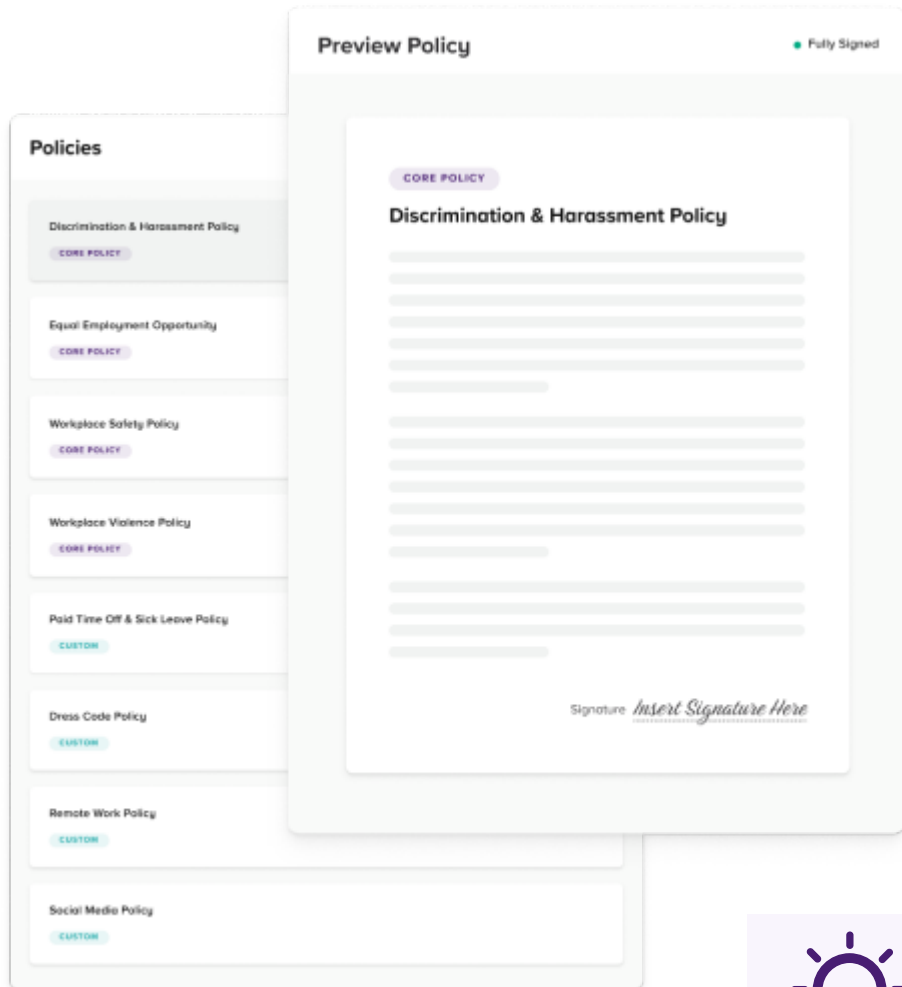 Preview Policy
Fully Signed
CORE POLICY
Discrimination & Harassment Policy
Signature Insert Signature Here
Policies
Discrimination & Harassment Policy
CORE POLICY
Equal Employment Opportunity
CORE POLICY
Workplace Safety Policy
CORE POLICY
Workplace Violence Policy
CORE POLICY
Paid Time Off & Sick Leave Policy
CUSTOM
Dress Code Policy
CUSTOM
Remote Work Policy
CUSTOM
Social Media Policy
CUSTOM